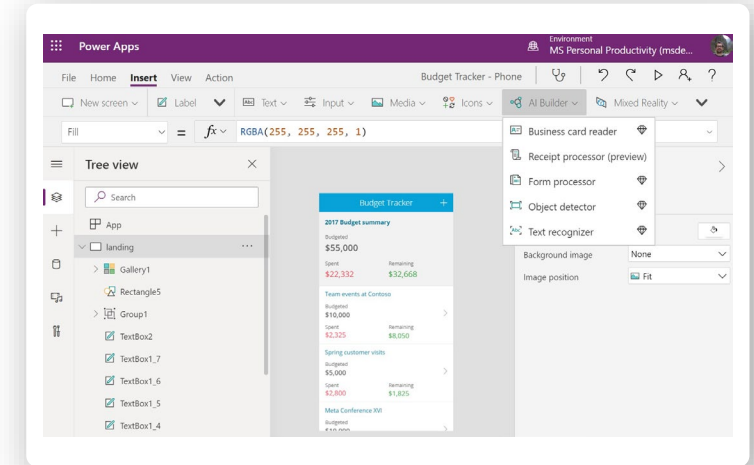 Power Apps
Environment
MS Personal Productivity (msde...
File Home Insert View Action
Budget Tracker - Phone
?
New screen Label Text Input Media Icons AI Builder Mixed Reality
Fill = fx RGBA(255, 255, 255, 1)
Business card reader
Receipt processor (preview)
Form processor
Object detector
Text recognizer
Tree view
Search
App
landing ...
Gallery1
Rectangle5
Group1
TextBox2
TextBox1_7
TextBox1_6
TextBox1_5
TextBox1_4
Budget Tracker +
2017 Budget summary
Budgeted
$55,000
Spent Remaining
$22,332 $32,668
Team events at Contoso
Budgeted
$10,000
Spent Remaining
$2,325 $8,050
Spring customer visits
Budgeted
$5,000
Spent Remaining
$2,800 $1,825
Meta Conference XVI
Budgeted
$10,000
Background image None
Image position Fit